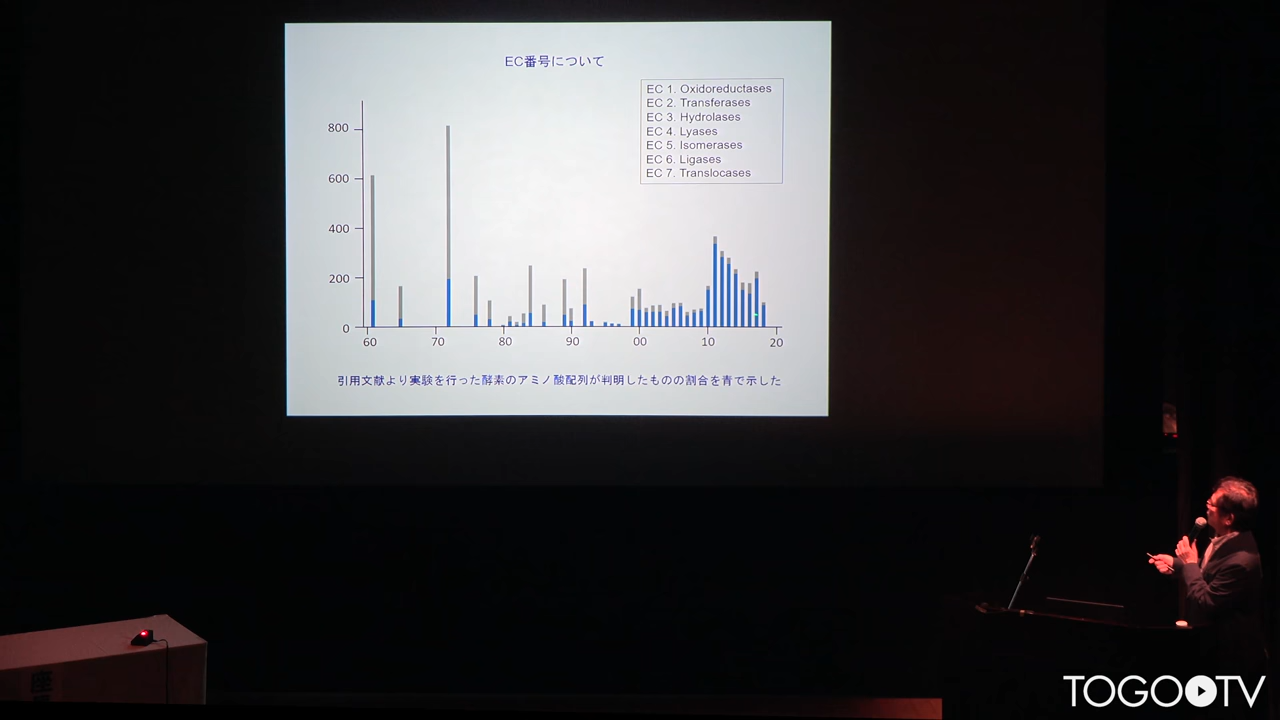 EC番号について
EC 1. Oxidoreductases
EC 2. Transferases
EC 3. Hydrolases
EC 4. Lyases
EC 5. Isomerases
EC 6. Ligases
EC 7. Translocases
800
600
400
200
0
60 70 80 90 00 10 20
引用文献より実験を行った酵素のアミノ酸配列が判明したものの割合を青で示した
座
TOGO TV